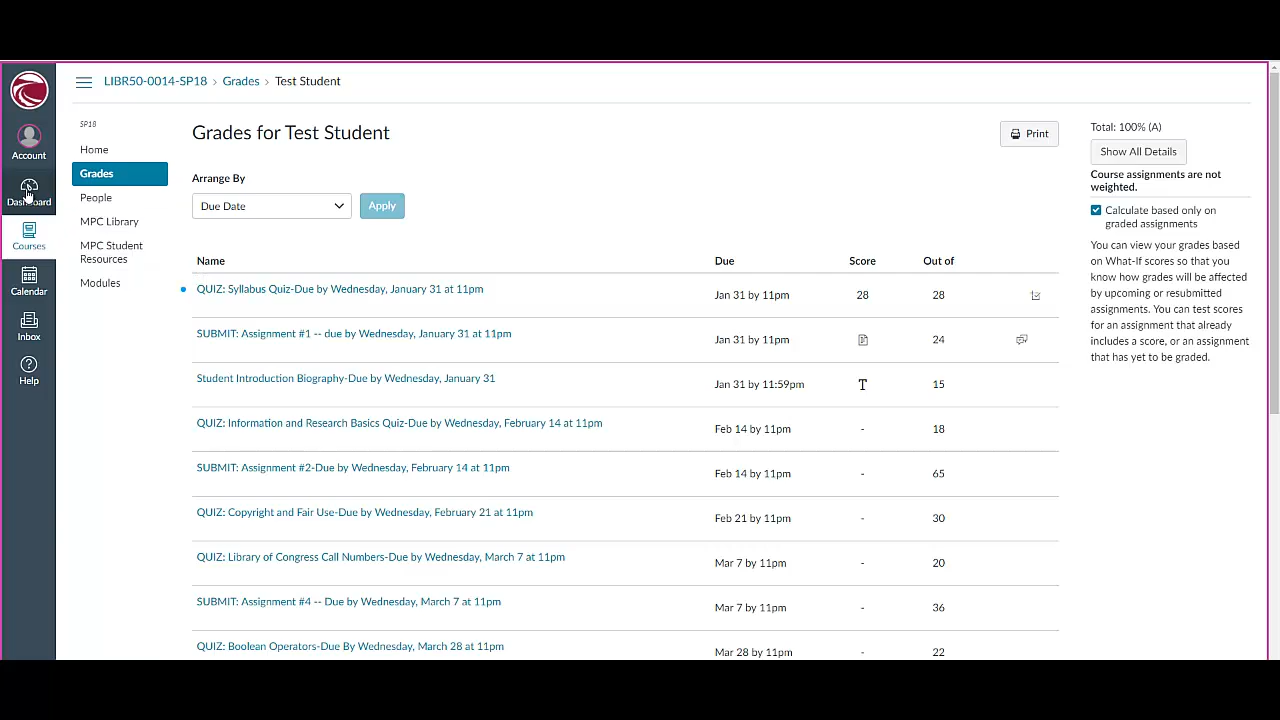 LIBR50-0014-SP18 › Grades › Test Student
Account
Dashboard
Courses
Calendar
Inbox
Help
SP18
Home
Grades
People
MPC Library
MPC Student
Resources
Modules
Grades for Test Student
Print
Arrange By
Due Date
Apply
Name Due Score Out of
QUIZ: Syllabus Quiz-Due by Wednesday, January 31 at 11pm Jan 31 by 11pm 28 28
SUBMIT: Assignment #1 -- due by Wednesday, January 31 at 11pm Jan 31 by 11pm 24
Student Introduction Biography-Due by Wednesday, January 31 Jan 31 by 11:59pm T 15
QUIZ: Information and Research Basics Quiz-Due by Wednesday, February 14 at 11pm Feb 14 by 11pm - 18
SUBMIT: Assignment #2-Due by Wednesday, February 14 at 11pm Feb 14 by 11pm - 65
QUIZ: Copyright and Fair Use-Due by Wednesday, February 21 at 11pm Feb 21 by 11pm - 30
QUIZ: Library of Congress Call Numbers-Due by Wednesday, March 7 at 11pm Mar 7 by 11pm - 20
SUBMIT: Assignment #4 -- Due by Wednesday, March 7 at 11pm Mar 7 by 11pm - 36
QUIZ: Boolean Operators-Due By Wednesday, March 28 at 11pm Mar 28 by 11pm - 22
Total: 100% (A)
Show All Details
Course assignments are not
weighted.
Calculate based only on
graded assignments
You can view your grades based
on What-If scores so that you
know how grades will be affected
by upcoming or resubmitted
assignments. You can test scores
for an assignment that already
includes a score, or an assignment
that has yet to be graded.